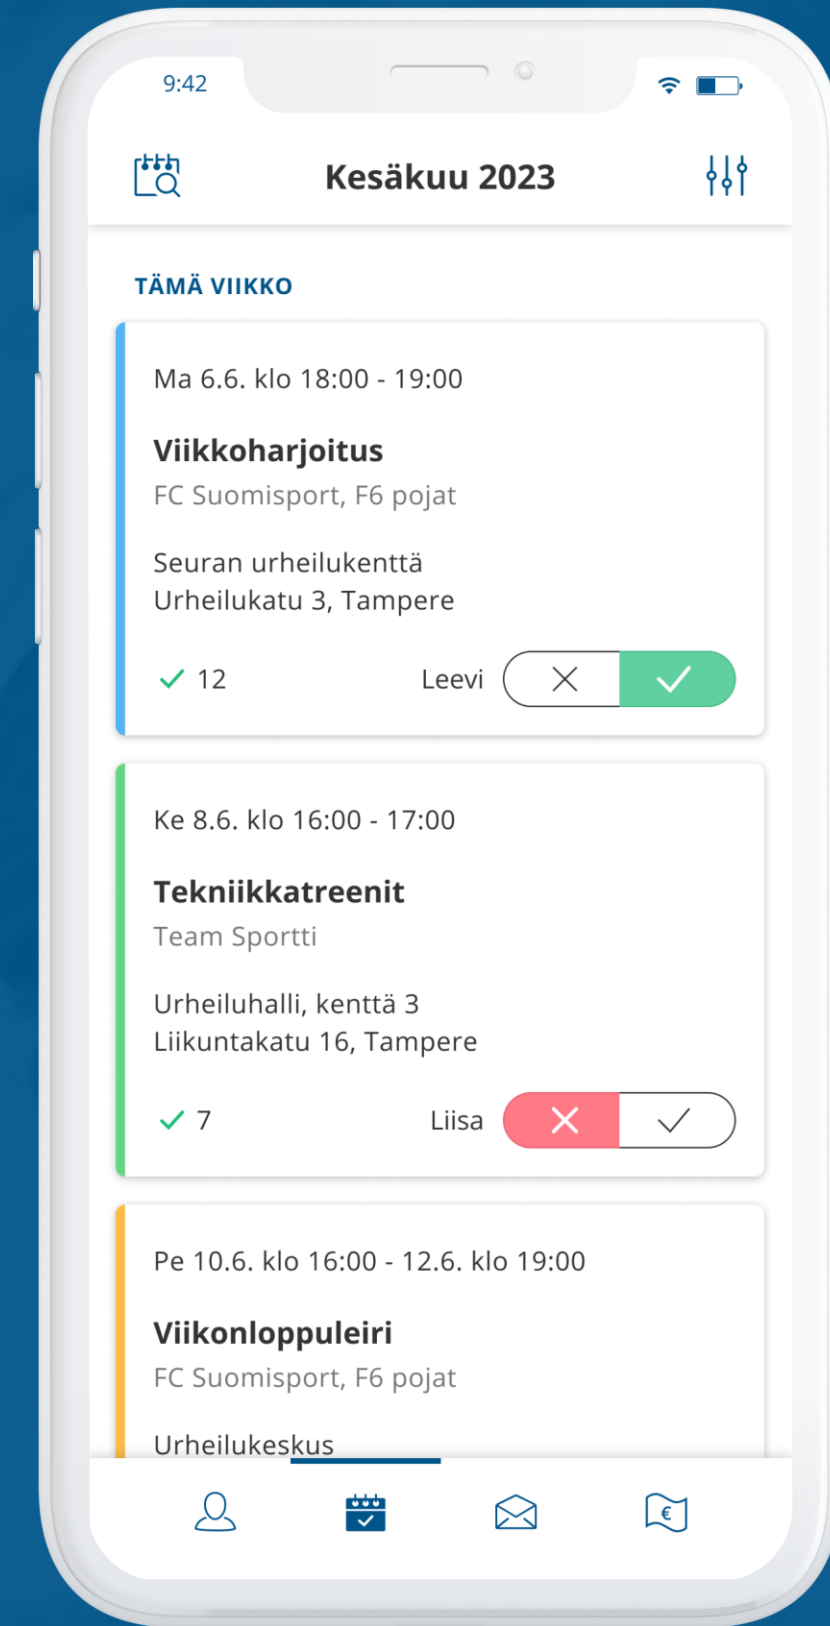 9:42
Kesäkuu 2023
TÄMÄ VIIKKO
Ma 6.6. klo 18:00 - 19:00
Viikkoharjoitus
FC Suomisport, F6 pojat
Seuran urheilukenttä
Urheilukatu 3, Tampere
12
Leevi
Ke 8.6. klo 16:00 - 17:00
Tekniikkatreenit
Team Sportti
Urheiluhalli, kenttä 3
Liikuntakatu 16, Tampere
7
Liisa
Pe 10.6. klo 16:00 - 12.6. klo 19:00
Viikonloppuleiri
FC Suomisport, F6 pojat
Urheilukeskus
€